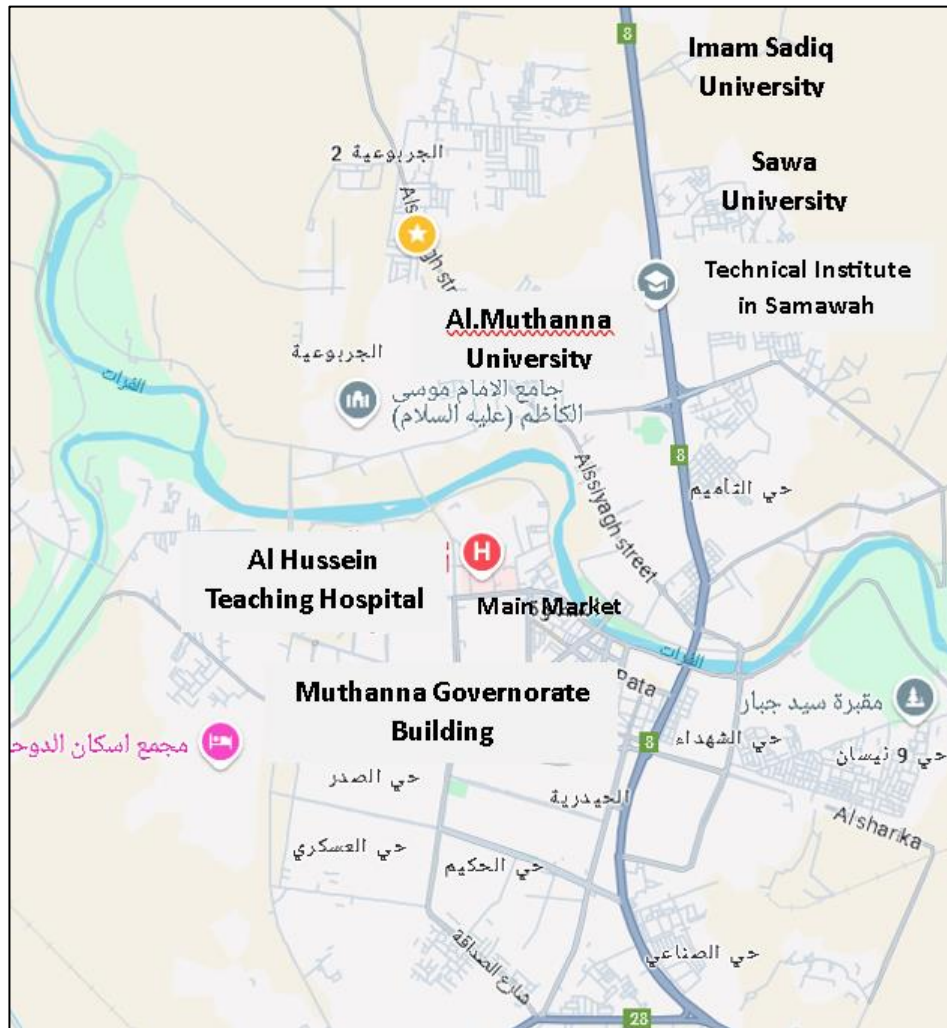 8
Imam Sadiq
University
الجربوعية 2
Sawa
University
Technical Institute
in Samawah
Al.Muthanna
University
الجربوعية
جامع الامام موسى
الكاظم (عليه السلام)
الفرات
8
حي التأميم
Alssiyagh street
H
Al Hussein
Teaching Hospital
Main Market
الفرات
Muthanna Governorate
Building
مقبرة سيد جبار
مجمع اسكان الدوحة
8
حي الشهداء
حي 9 نيسان
حي الصدر
الحيدرية
Alsharika
حي العسكري
حي الحكيم
شارع الصداقة
حي الصناعي
28